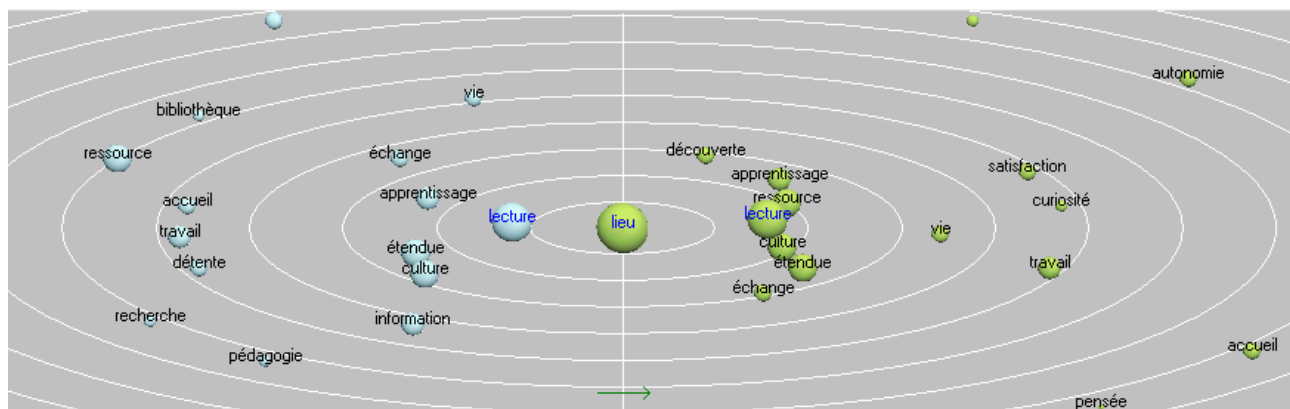 autonomie
vie
bibliothèque
échange
découverte
ressource
satisfaction
apprentissage
apprentissage
ressource
curiosité
accueil
lecture
lieu
lecture
travail
vie
étendue
culture
détente
culture
étendue
travail
échange
recherche
information
pédagogie
accueil
pensée